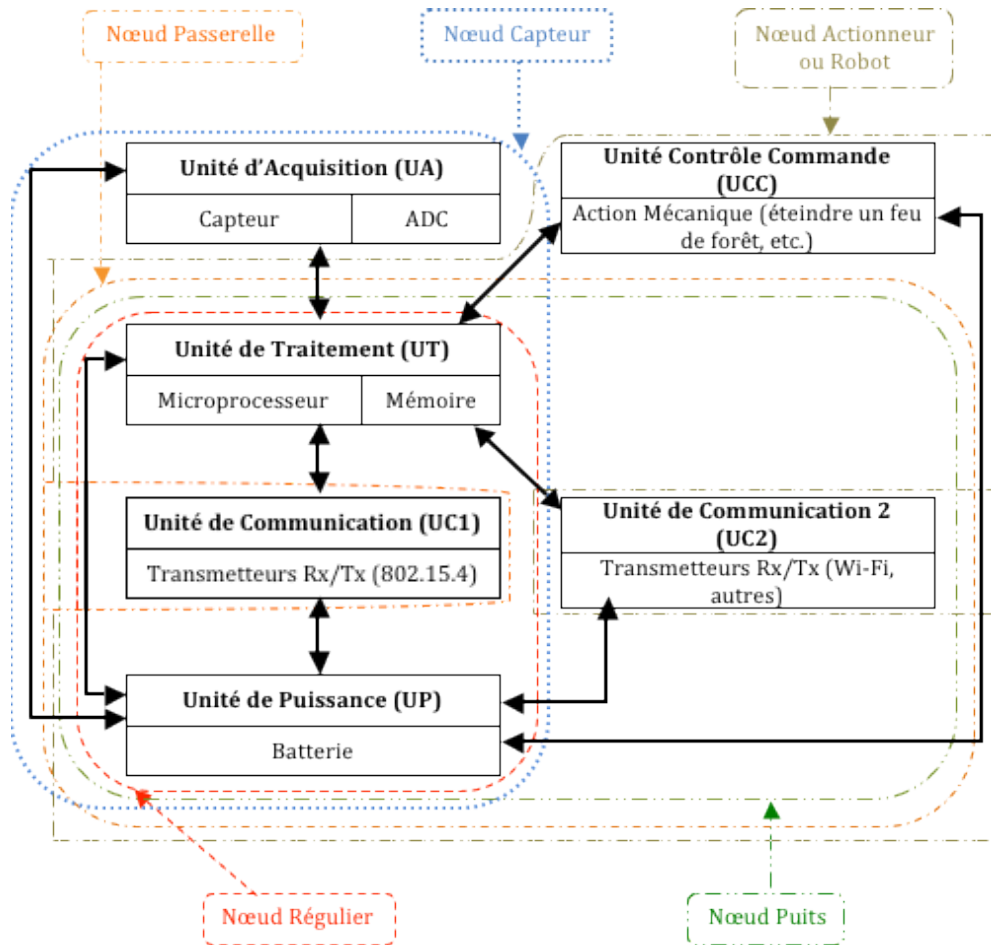 Nœud Passerelle
Nœud Capteur
Nœud Actionneur
ou Robot
Unité d'Acquisition (UA)
Capteur
ADC
Unité Contrôle Commande
(UCC)
Action Mécanique (éteindre un feu
de forêt, etc.)
Unité de Traitement (UT)
Microprocesseur
Mémoire
Unité de Communication (UC1)
Transmetteurs Rx/Tx (802.15.4)
Unité de Communication 2
(UC2)
Transmetteurs Rx/Tx (Wi-Fi,
autres)
Unité de Puissance (UP)
Batterie
Nœud Régulier
Nœud Puits